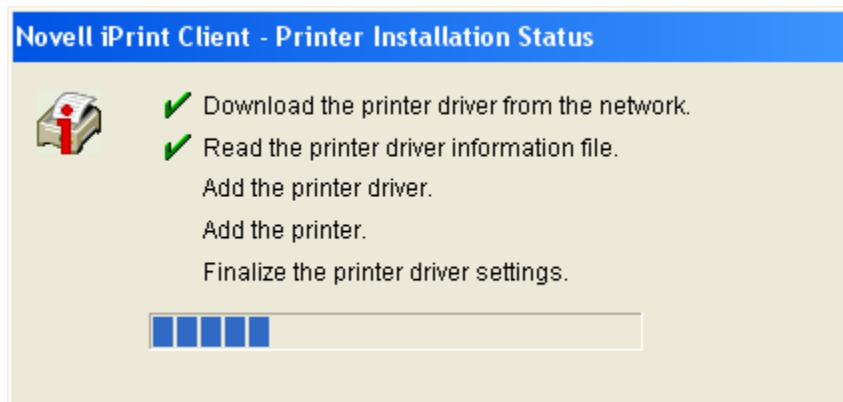 Novell iPrint Client - Printer Installation Status
Download the printer driver from the network.
Read the printer driver information file.
Add the printer driver.
Add the printer.
Finalize the printer driver settings.